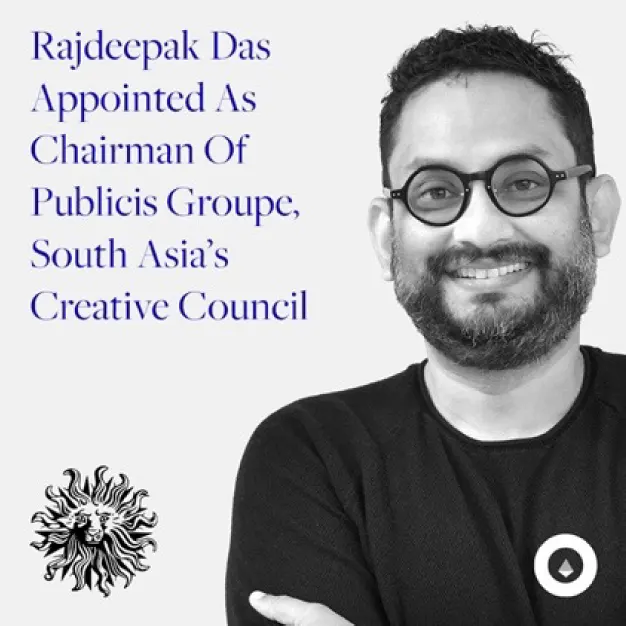 Rajdeepak Das
Appointed As
Chairman Of
Publicis Groupe,
South Asia's
Creative Council